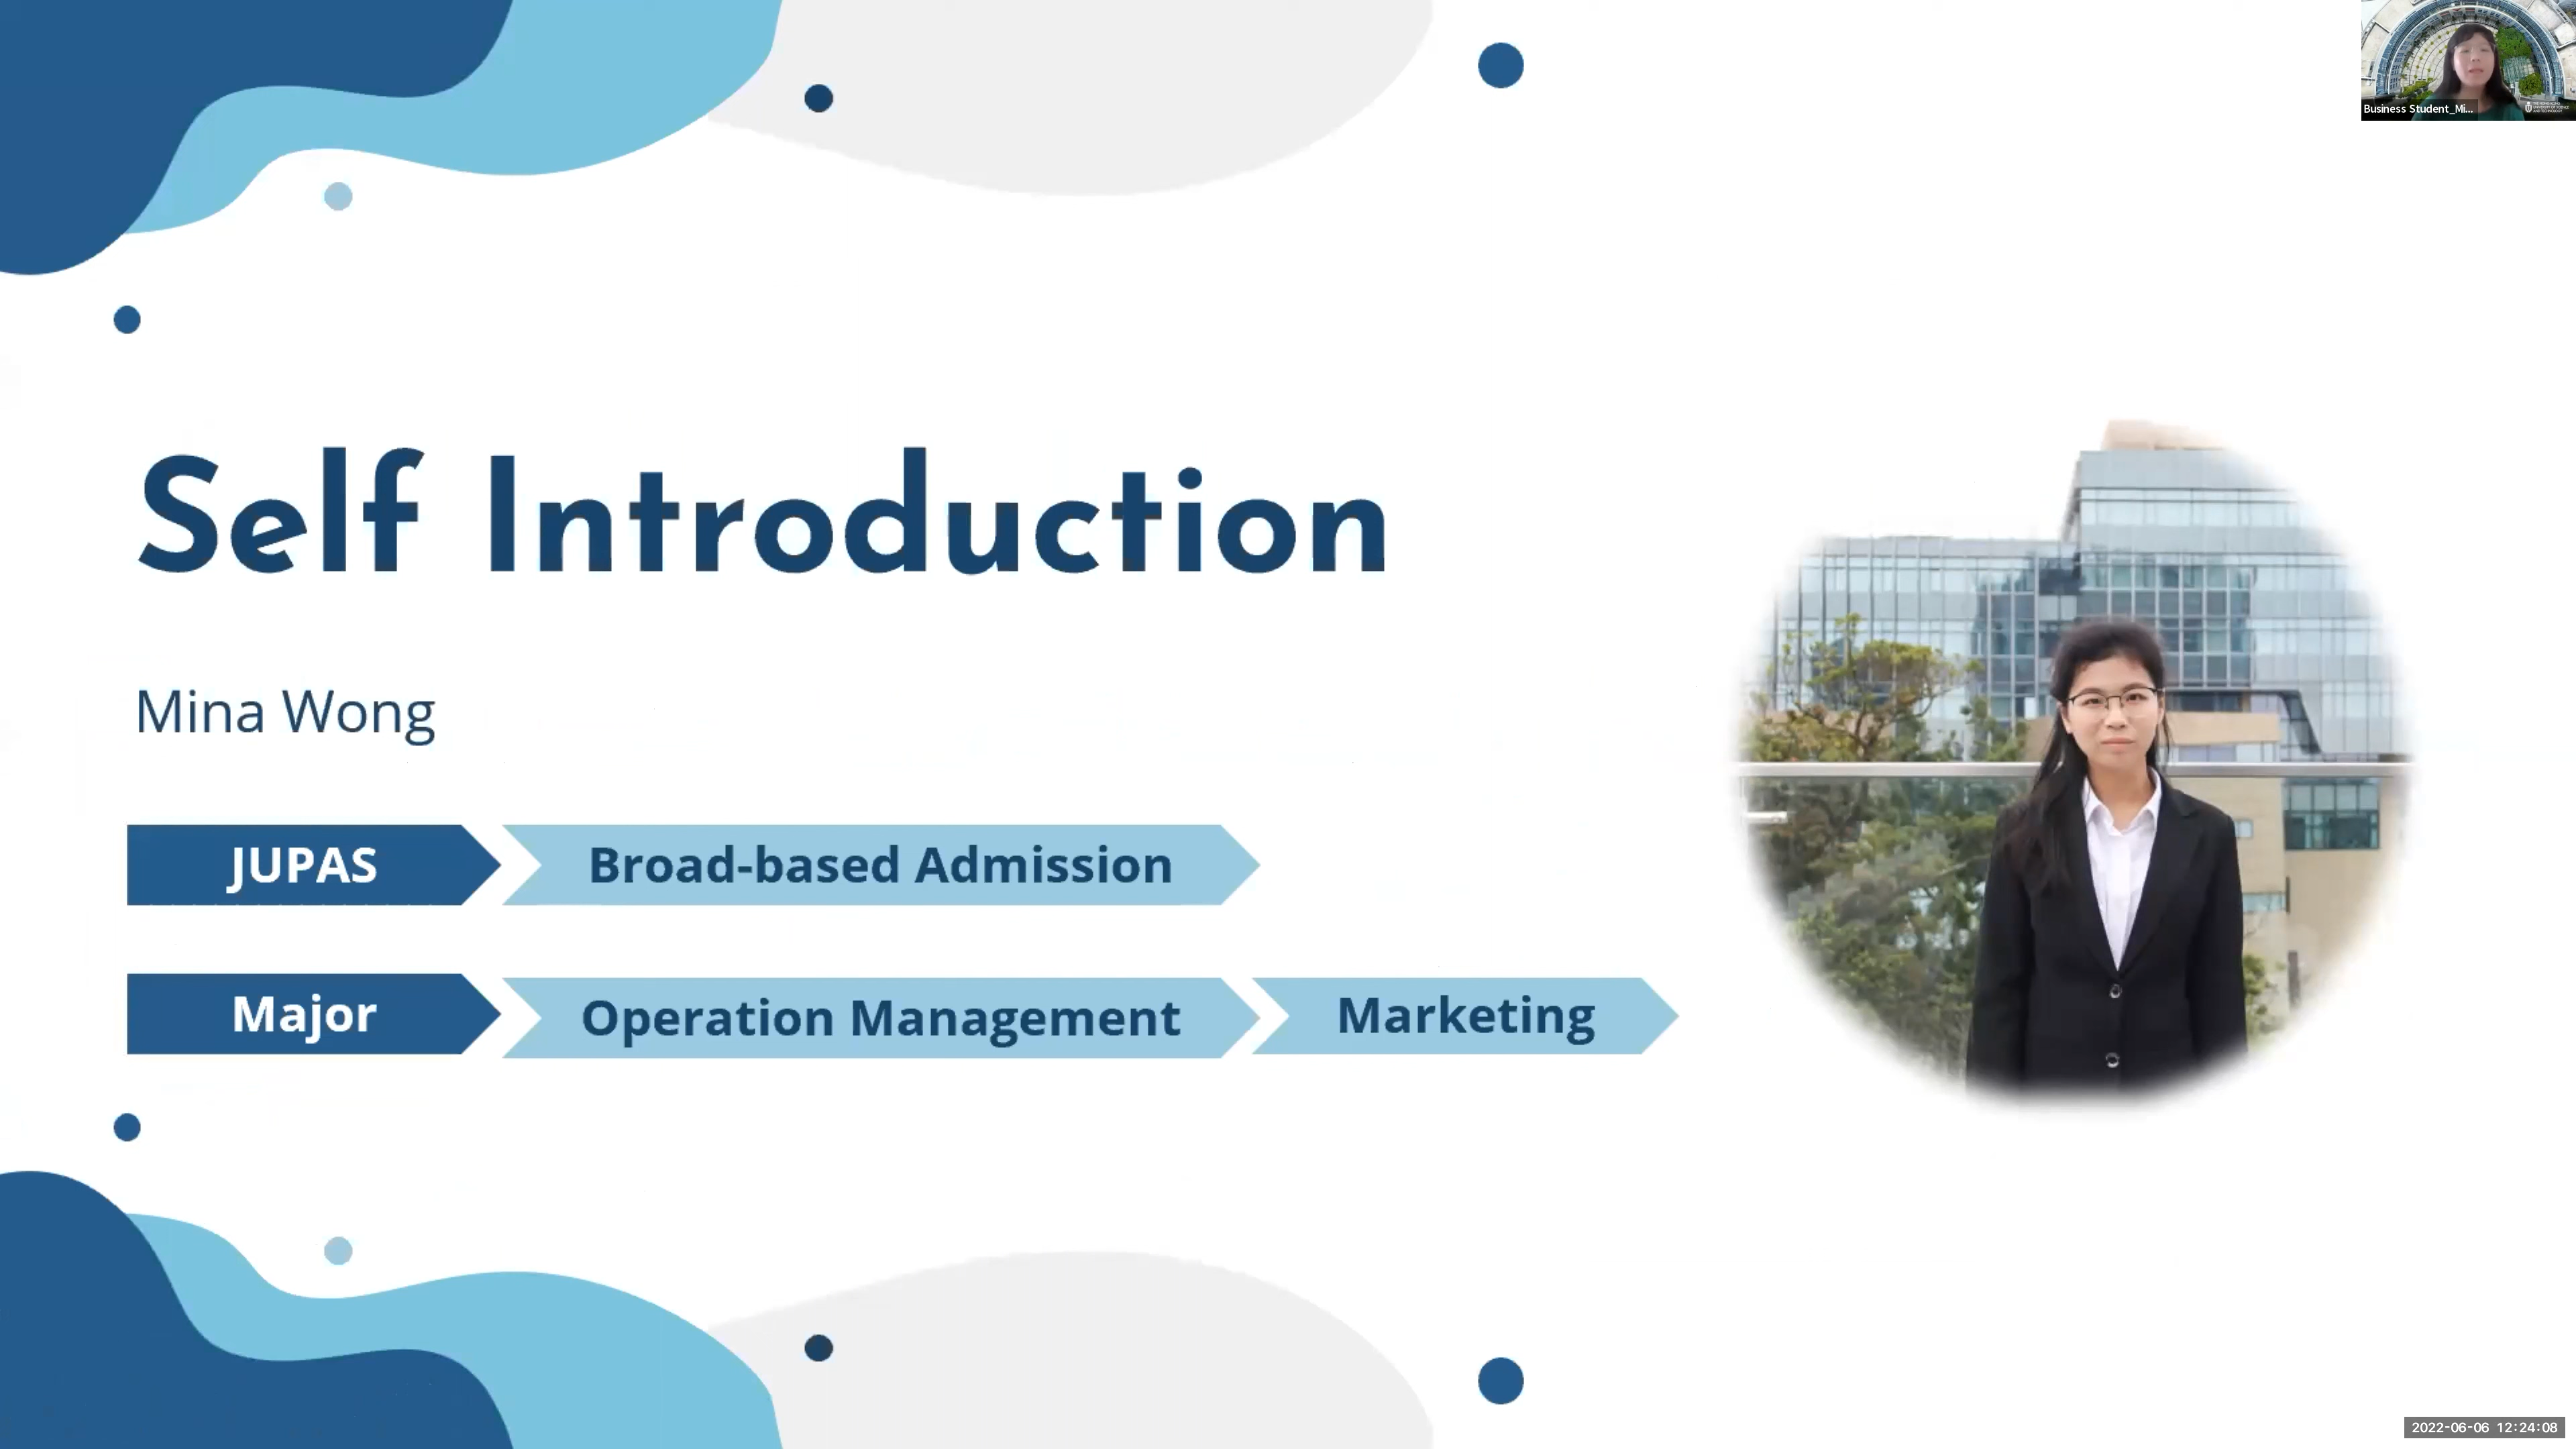 Business Student_Mi...
Self Introduction
Mina Wong
JUPAS
Broad-based Admission
Major
Operation Management
Marketing
2022-06-06 12:24:08